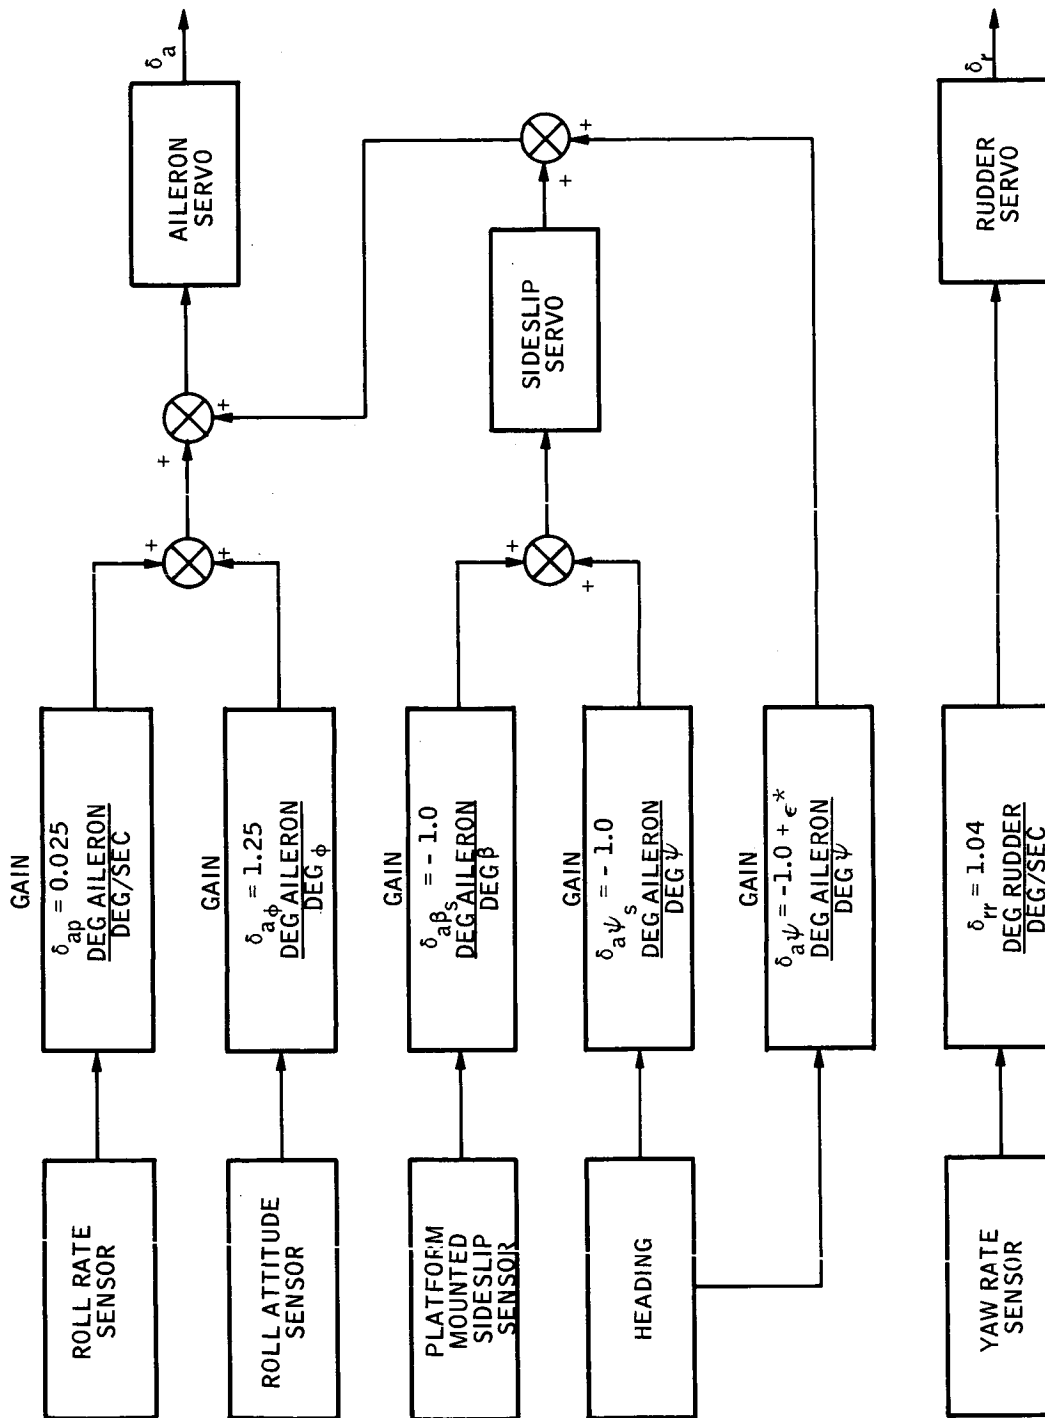 ROLL RATE
SENSOR
GAIN
δap = 0.025
DEG AILERON
DEG/SEC
+
+
+
+
AILERON
SERVO
δa
ROLL ATTITUDE
SENSOR
GAIN
δaϕ = 1.25
DEG AILERON
DEG ϕ
PLATFORM
MOUNTED
SIDESLIP
SENSOR
GAIN
δaβs = - 1.0
DEG AILERON
DEG β
+
+
SIDESLIP
SERVO
+
+
HEADING
GAIN
δaψs = - 1.0
DEG AILERON
DEG ψ
GAIN
δaψ = -1.0 + ϵ*
DEG AILERON
DEG ψ
YAW RATE
SENSOR
δrr = 1.04
DEG RUDDER
DEG/SEC
RUDDER
SERVO
δr